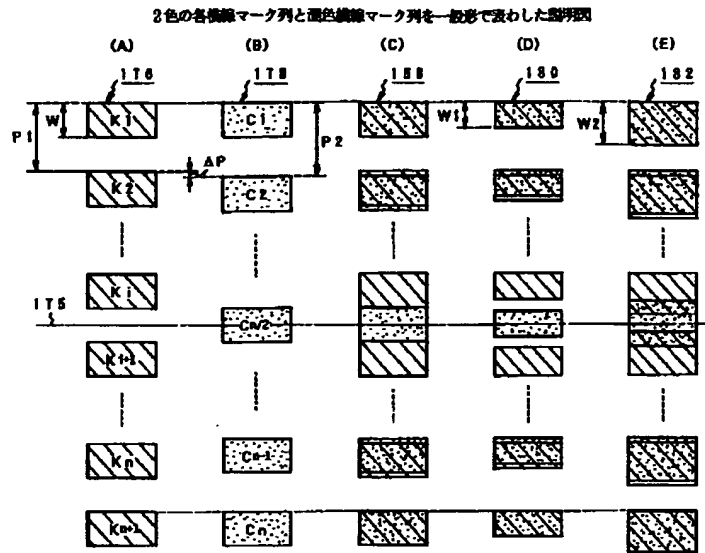 2色の各横線マーク列と混色横線マーク列を一般形で表わした説明図
(A) (B) (C) (D) (E)
176 178 158 180 182
W K1 C1 W1 W2
P1 P2
ΔP
K2 C2
Ki
175
Cn/2
Ki+1
Kn Cn-1
Kn+1 Cn